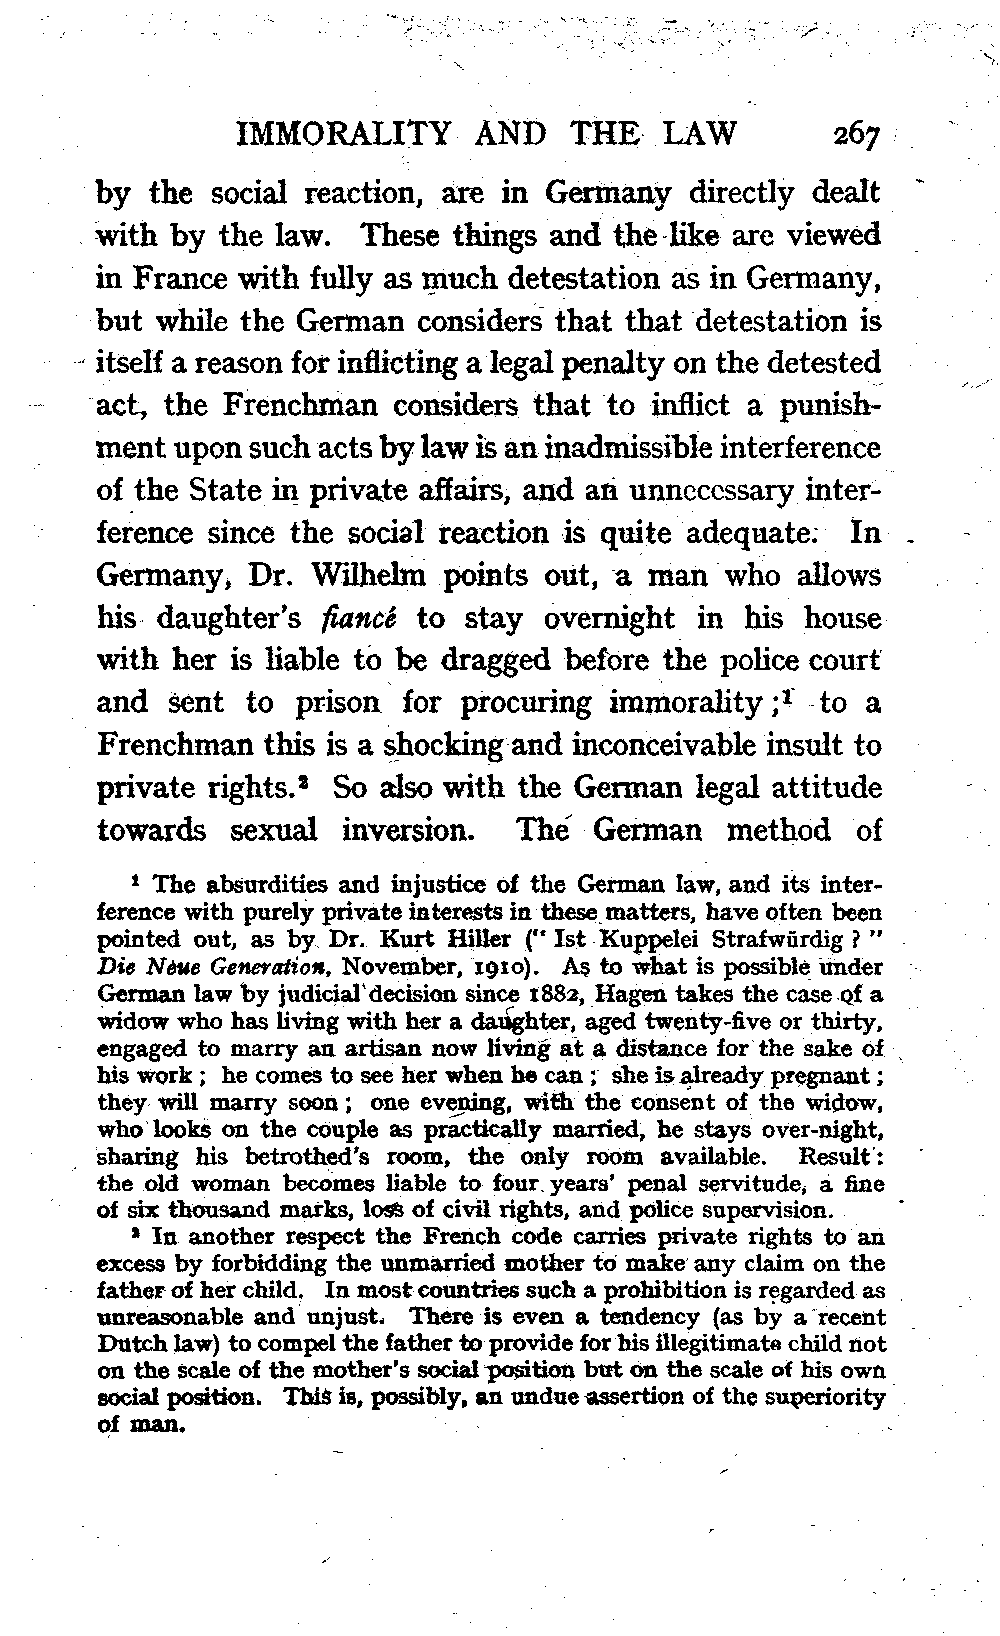 IMMORALITY AND THE LAW 267
by the social reaction, are in Germany directly dealt
with by the law. These things and the like are viewed
in France with fully as much detestation as in Germany,
but while the German considers that that detestation is
itself a reason for inflicting a legal penalty on the detested
act, the Frenchman considers that to inflict a punish-
ment upon such acts by law is an inadmissible interference
of the State in private affairs, and an unnecessary inter-
ference since the social reaction is quite adequate. In
Germany, Dr. Wilhelm points out, a man who allows
his daughter's fiancé to stay overnight in his house
with her is liable to be dragged before the police court
and sent to prison for procuring immorality ;¹ to a
Frenchman this is a shocking and inconceivable insult to
private rights.² So also with the German legal attitude
towards sexual inversion. The German method of
¹ The absurdities and injustice of the German law, and its inter-
ference with purely private interests in these matters, have often been
pointed out, as by Dr. Kurt Hiller (" Ist Kuppelei Strafwürdig ? "
Die Neue Generation, November, 1910). As to what is possible under
German law by judicial decision since 1882, Hagen takes the case of a
widow who has living with her a daughter, aged twenty-five or thirty,
engaged to marry an artisan now living at a distance for the sake of
his work ; he comes to see her when he can ; she is already pregnant ;
they will marry soon ; one evening, with the consent of the widow,
who looks on the couple as practically married, he stays over-night,
sharing his betrothed's room, the only room available. Result :
the old woman becomes liable to four years' penal servitude, a fine
of six thousand marks, loss of civil rights, and police supervision.
² In another respect the French code carries private rights to an
excess by forbidding the unmarried mother to make any claim on the
father of her child. In most countries such a prohibition is regarded as
unreasonable and unjust. There is even a tendency (as by a recent
Dutch law) to compel the father to provide for his illegitimate child not
on the scale of the mother's social position but on the scale of his own
social position. This is, possibly, an undue assertion of the superiority
of man.